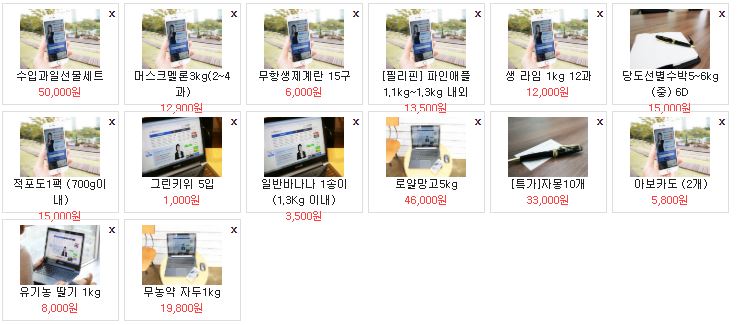 x
수입과일선물세트
50,000원
x
머스크멜론3kg(2~4
과)
12,900원
x
무항생제계란 15구
6,000원
x
[필리핀] 파인애플
1.1kg~1.3kg 내외
13,500원
x
생 라임 1kg 12과
12,000원
x
당도선별수박5~6kg
(중) 6D
15,000원
x
적포도1팩 (700g이
내)
15,000원
x
그린키위 5입
1,000원
x
일반바나나 1송이
(1.3Kg 이내)
3,500원
x
로얄망고5kg
46,000원
x
[특가]자몽10개
33,000원
x
아보카도 (2개)
5,800원
x
유기농 딸기 1kg
8,000원
x
무농약 자두1kg
19,800원